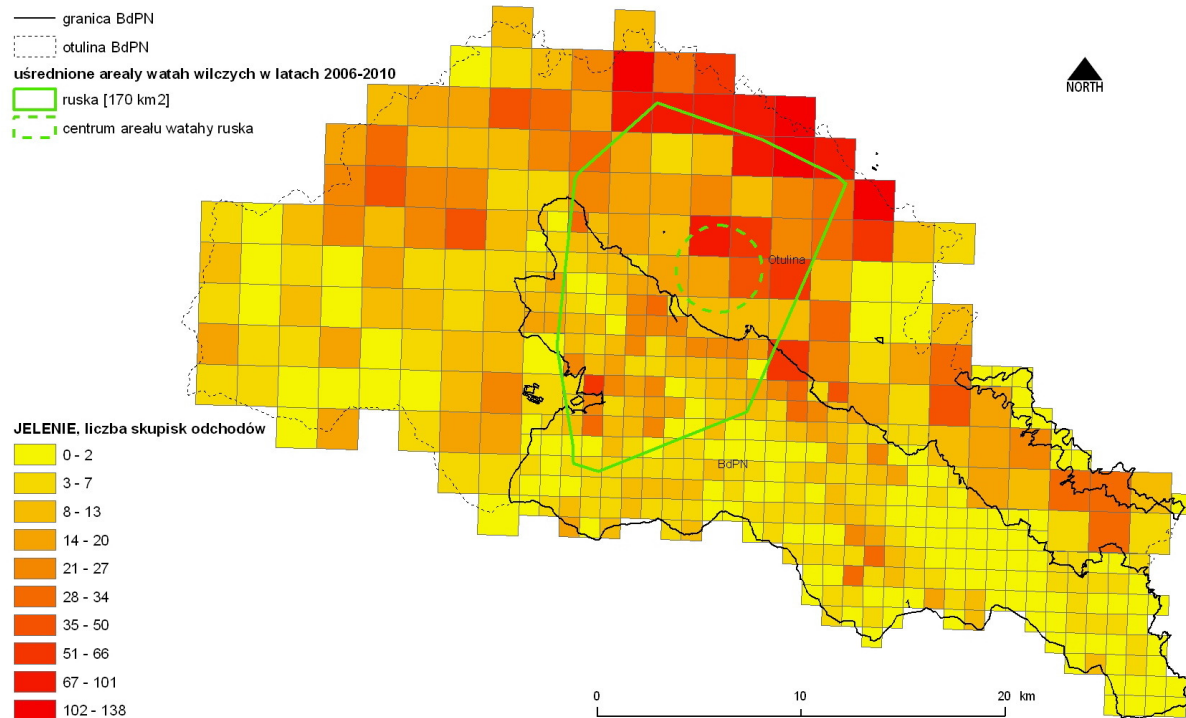 granica BdPN
otulina BdPN
uśrednione arealy watah wilczych w latach 2006-2010
ruska [170 km2]
centrum arealu watahy ruska
NORTH
Otulina
BdPN
JELENIE, liczba skupisk odchodów
0 - 2
3 - 7
8 - 13
14 - 20
21 - 27
28 - 34
35 - 50
51 - 66
67 - 101
102 - 138
0 10 20 km